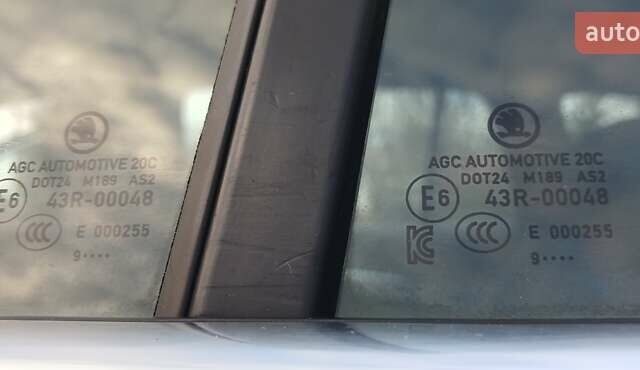 auto
AGC AUTOMOTIVE 20C
DOT24 M189 AS2
E6 43R-00048
CCC E 000255
9••••
AGC AUTOMOTIVE 20C
DOT24 M189 AS2
E6 43R-00048
KC CCC E 000255
9••••